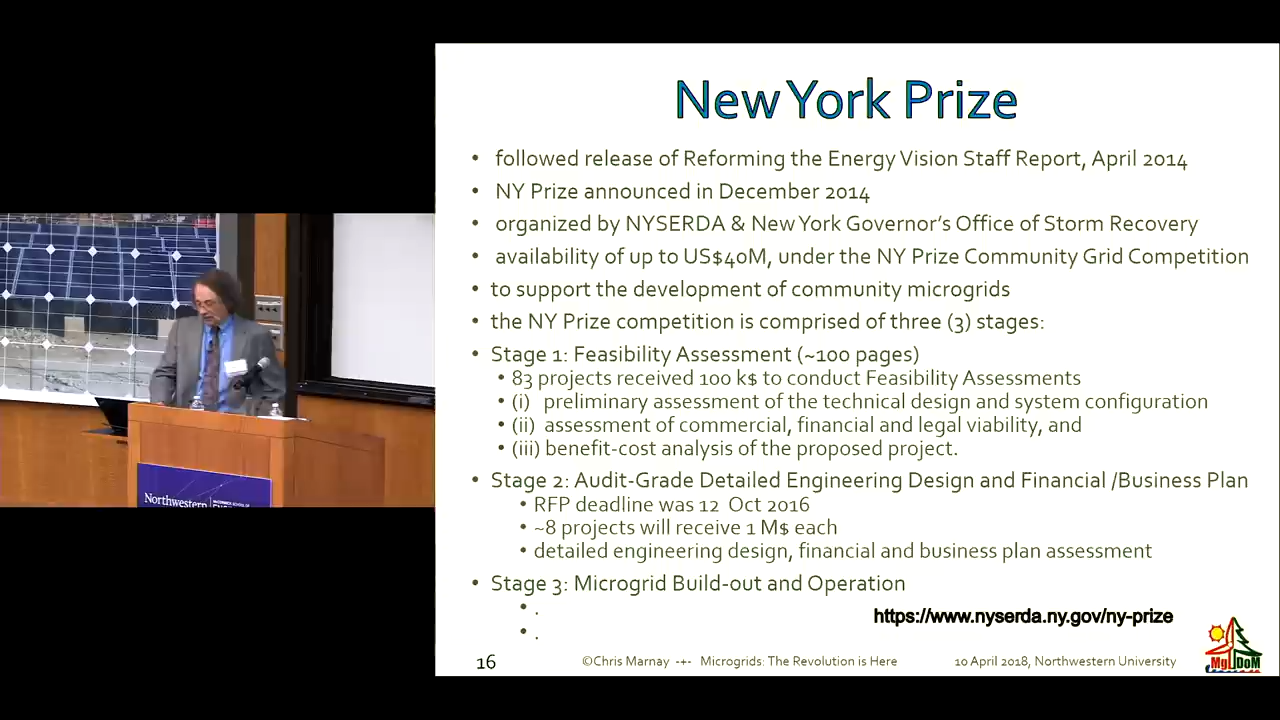 New York Prize
• followed release of Reforming the Energy Vision Staff Report, April 2014
• NY Prize announced in December 2014
• organized by NYSERDA & New York Governor's Office of Storm Recovery
• availability of up to US$40M, under the NY Prize Community Grid Competition
• to support the development of community microgrids
• the NY Prize competition is comprised of three (3) stages:
• Stage 1: Feasibility Assessment (~100 pages)
• 83 projects received 100 k$ to conduct Feasibility Assessments
• (i) preliminary assessment of the technical design and system configuration
• (ii) assessment of commercial, financial and legal viability, and
• (iii) benefit-cost analysis of the proposed project.
• Stage 2: Audit-Grade Detailed Engineering Design and Financial /Business Plan
• RFP deadline was 12 Oct 2016
• ~8 projects will receive 1 M$ each
• detailed engineering design, financial and business plan assessment
• Stage 3: Microgrid Build-out and Operation
• .
• .
https://www.nyserda.ny.gov/ny-prize
16
©Chris Marnay -+- Microgrids: The Revolution is Here
10 April 2018, Northwestern University
MgDoM
Northwestern